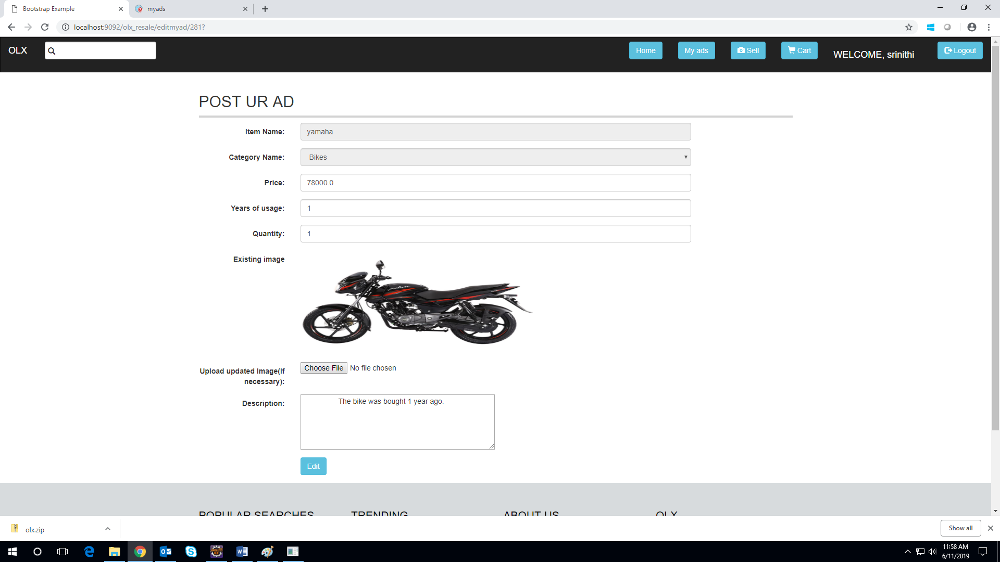 Bootstrap Example
myads
localhost:9092/olx_resale/editmyad/281?
OLX
Home
My ads
Sell
Cart
WELCOME, srinithi
Logout
POST UR AD
Item Name:
yamaha
Category Name:
Bikes
Price:
78000.0
Years of usage:
1
Quantity:
1
Existing image
Upload updated Image(If
necessary):
Choose File No file chosen
Description:
The bike was bought 1 year ago.
Edit
POPULAR SEARCHES
TRENDING
ABOUT US
OLX
olx.zip
Show all
11:58 AM
6/11/2019